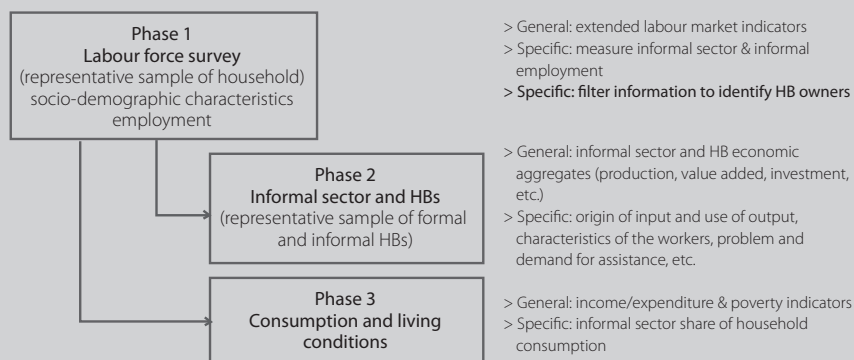 Phase 1
Labour force survey
(representative sample of household)
socio-demographic characteristics
employment
> General: extended labour market indicators
> Specific: measure informal sector & informal
employment
> Specific: filter information to identify HB owners
Phase 2
Informal sector and HBs
(representative sample of formal
and informal HBs)
> General: informal sector and HB economic
aggregates (production, value added, investment,
etc.)
> Specific: origin of input and use of output,
characteristics of the workers, problem and
demand for assistance, etc.
Phase 3
Consumption and living
conditions
> General: income/expenditure & poverty indicators
> Specific: informal sector share of household
consumption